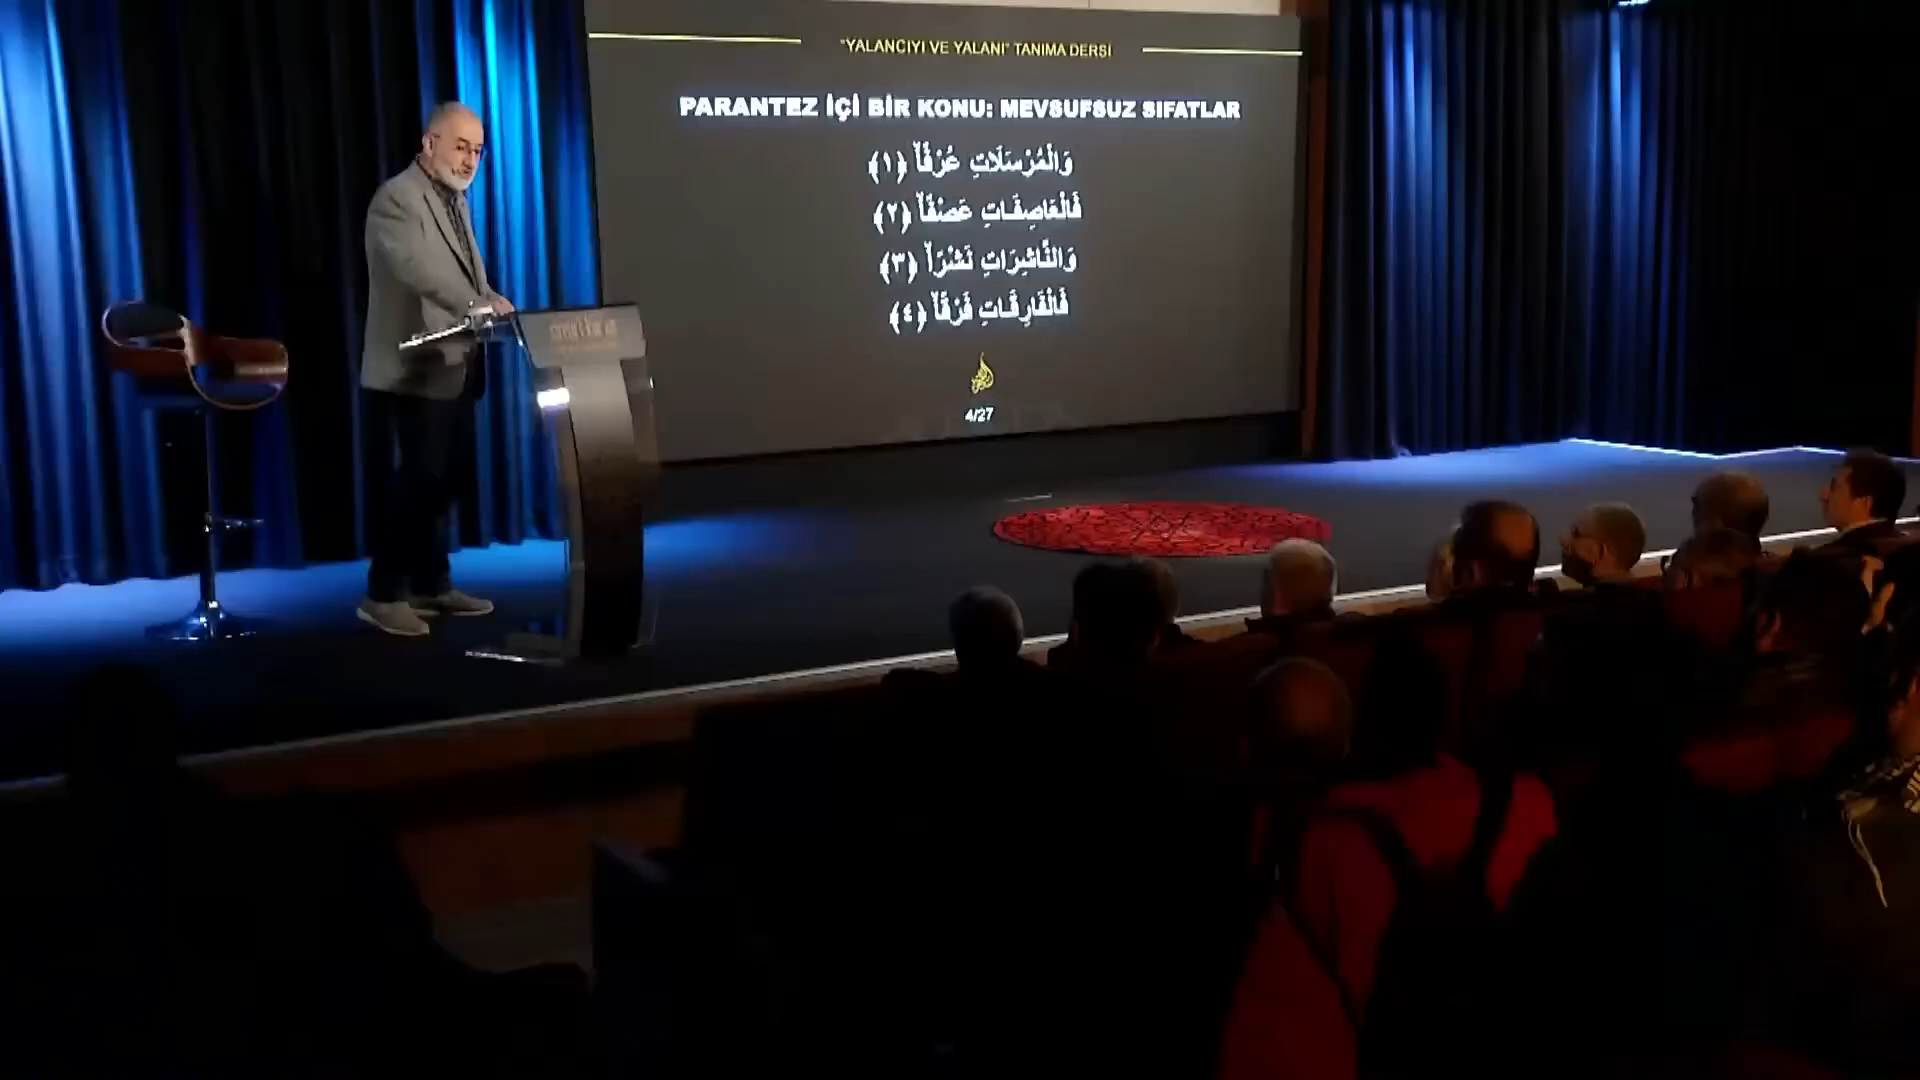 "YALANCIYI VE YALANI" TANIMA DERSİ
PARANTEZ İÇİ BİR KONU: MEVSUFSUZ SIFATLAR
وَالْمُرْسَلَاتِ عُرْفًا ﴿١﴾
فَالْعَاصِفَاتِ عَصْفًا ﴿٢﴾
وَالنَّاشِرَاتِ نَشْرًا ﴿٣﴾
فَالْفَارِقَاتِ فَرْقًا ﴿٤﴾
4/27